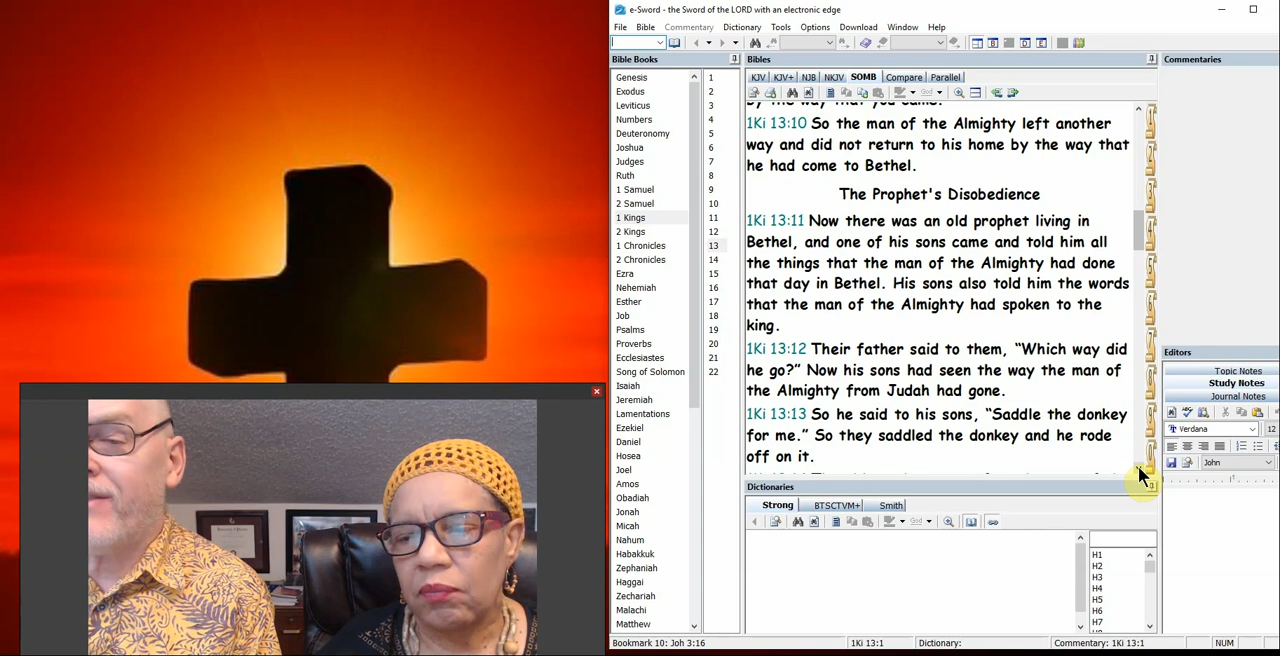 e-Sword - the Sword of the LORD with an electronic edge
File Bible Commentary Dictionary Tools Options Download Window Help
Bible Books
Genesis
Exodus
Leviticus
Numbers
Deuteronomy
Joshua
Judges
Ruth
1 Samuel
2 Samuel
1 Kings
2 Kings
1 Chronicles
2 Chronicles
Ezra
Nehemiah
Esther
Job
Psalms
Proverbs
Ecclesiastes
Song of Solomon
Isaiah
Jeremiah
Lamentations
Ezekiel
Daniel
Hosea
Joel
Amos
Obadiah
Jonah
Micah
Nahum
Habakkuk
Zephaniah
Haggai
Zechariah
Malachi
Matthew
1
2
3
4
5
6
7
8
9
10
11
12
13
14
15
16
17
18
19
20
21
22
Bibles
KJV KJV+ NJB NKJV SOMB Compare Parallel
by the way that you came.
1Ki 13:10 So the man of the Almighty left another
way and did not return to his home by the way that
he had come to Bethel.
The Prophet's Disobedience
1Ki 13:11 Now there was an old prophet living in
Bethel, and one of his sons came and told him all
the things that the man of the Almighty had done
that day in Bethel. His sons also told him the words
that the man of the Almighty had spoken to the
king.
1Ki 13:12 Their father said to them, “Which way did
he go?” Now his sons had seen the way the man of
the Almighty from Judah had gone.
1Ki 13:13 So he said to his sons, “Saddle the donkey
for me.” So they saddled the donkey and he rode
off on it.
Dictionaries
Strong BTSCTVM+ Smith
H1
H2
H3
H4
H5
H6
H7
Commentaries
Editors
Topic Notes
Study Notes
Journal Notes
Verdana 12
John
Bookmark 10: Joh 3:16 1Ki 13:1 Dictionary: Commentary: 1Ki 13:1 NUM